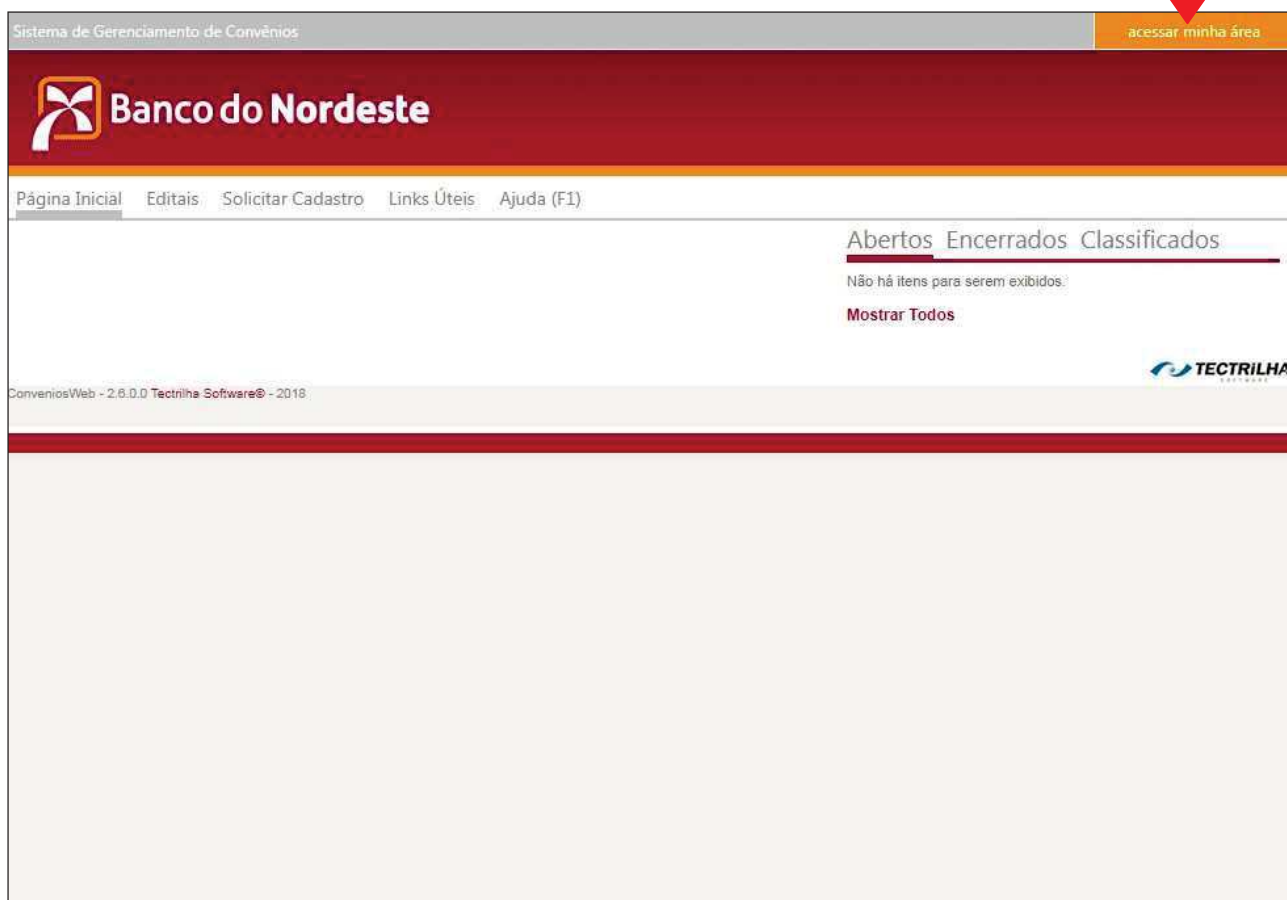 Sistema de Gerenciamento de Convênios
acessar minha área
Banco do Nordeste
Página Inicial Editais Solicitar Cadastro Links Úteis Ajuda (F1)
Abertos Encerrados Classificados
Não há itens para serem exibidos.
Mostrar Todos
TECTRILHA
SOFTWARE
ConveniosWeb - 2.6.0.0 Tectrilha Software® - 2018